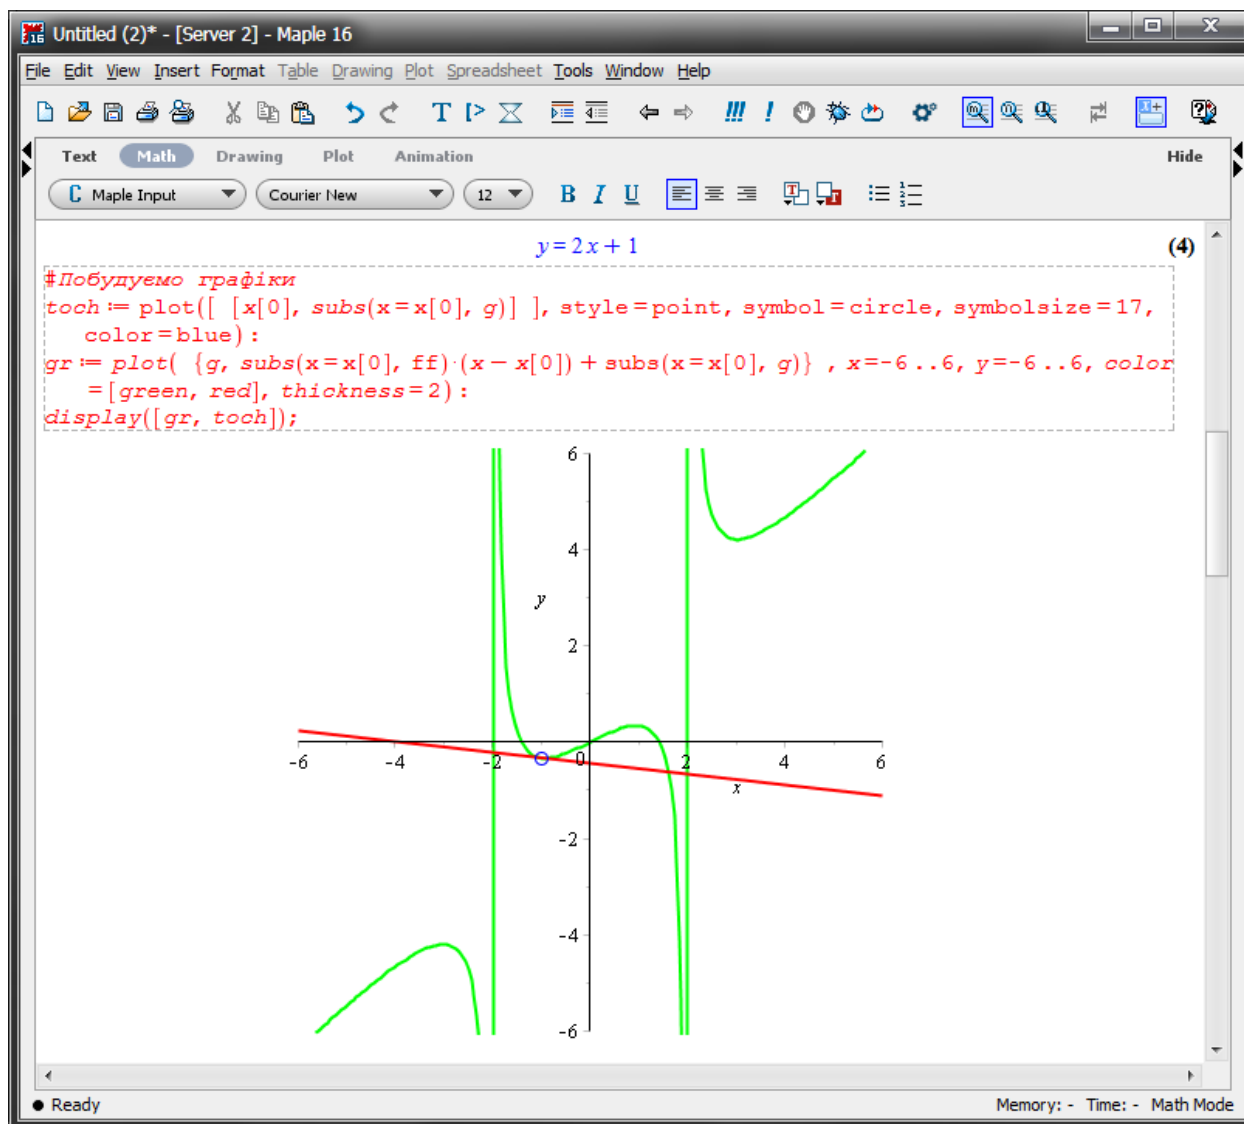 Untitled (2)* - [Server 2] - Maple 16
File Edit View Insert Format Table Drawing Plot Spreadsheet Tools Window Help
Text Math Drawing Plot Animation Hide
C Maple Input Courier New 12 B I U
y = 2 x + 1 (4)
#Побудуємо графіки
toch := plot([ [x[0], subs(x = x[0], g)] ], style = point, symbol = circle, symbolsize = 17,
color = blue) :
gr := plot( {g, subs(x = x[0], ff)·(x − x[0]) + subs(x = x[0], g)} , x = -6 .. 6, y = -6 .. 6, color
= [green, red], thickness = 2) :
display([gr, toch]);
6
4
y
2
-6 -4 -2 0 2 4 6
x
-2
-4
-6
Ready Memory: - Time: - Math Mode